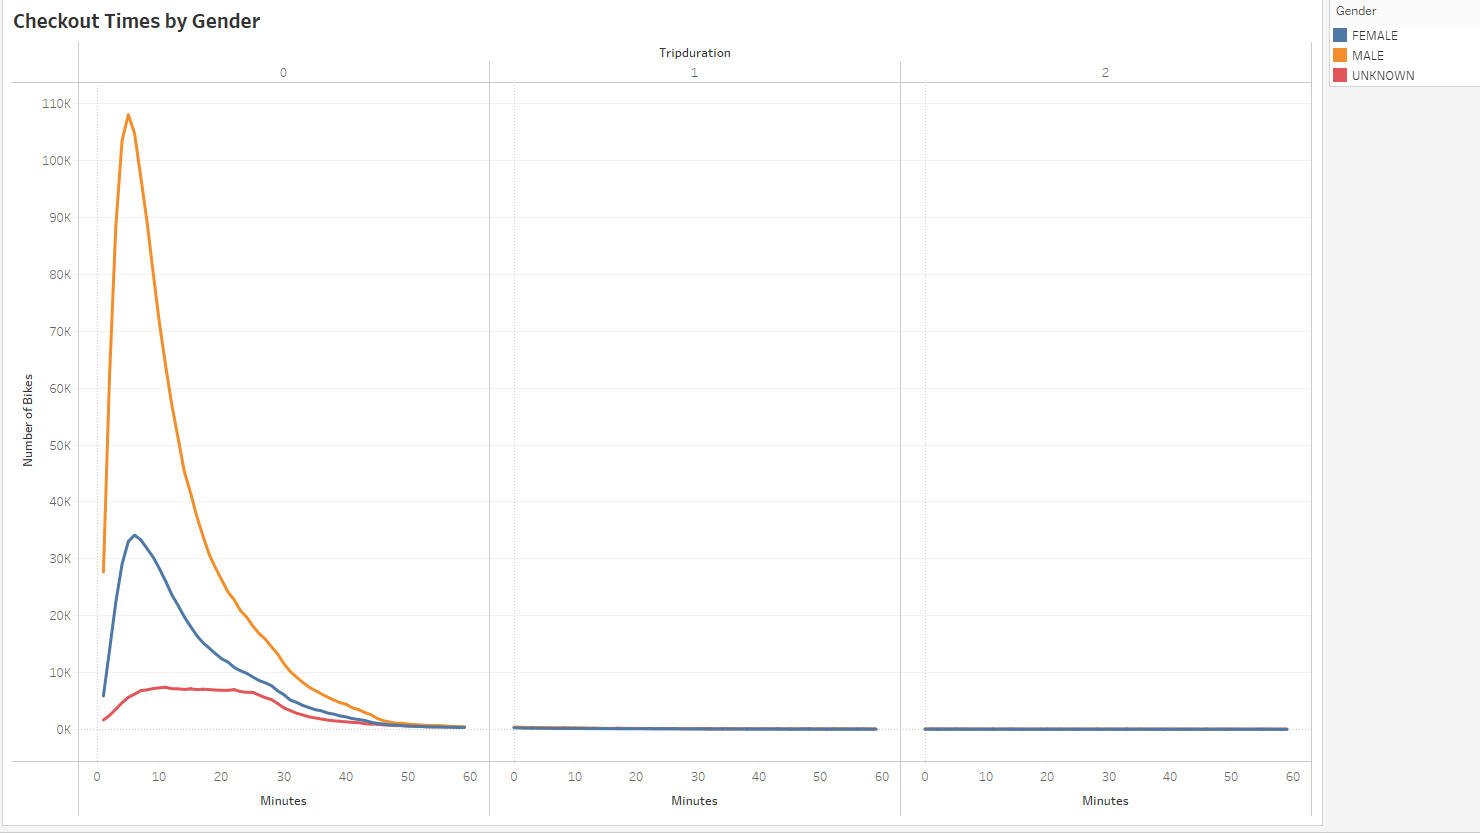 Checkout Times by Gender
Gender
FEMALE
MALE
UNKNOWN
Tripduration
0 1 2
110K
100K
90K
80K
70K
60K
50K
40K
30K
20K
10K
0K
Number of Bikes
0 10 20 30 40 50 60 0 10 20 30 40 50 60 0 10 20 30 40 50 60
Minutes Minutes Minutes